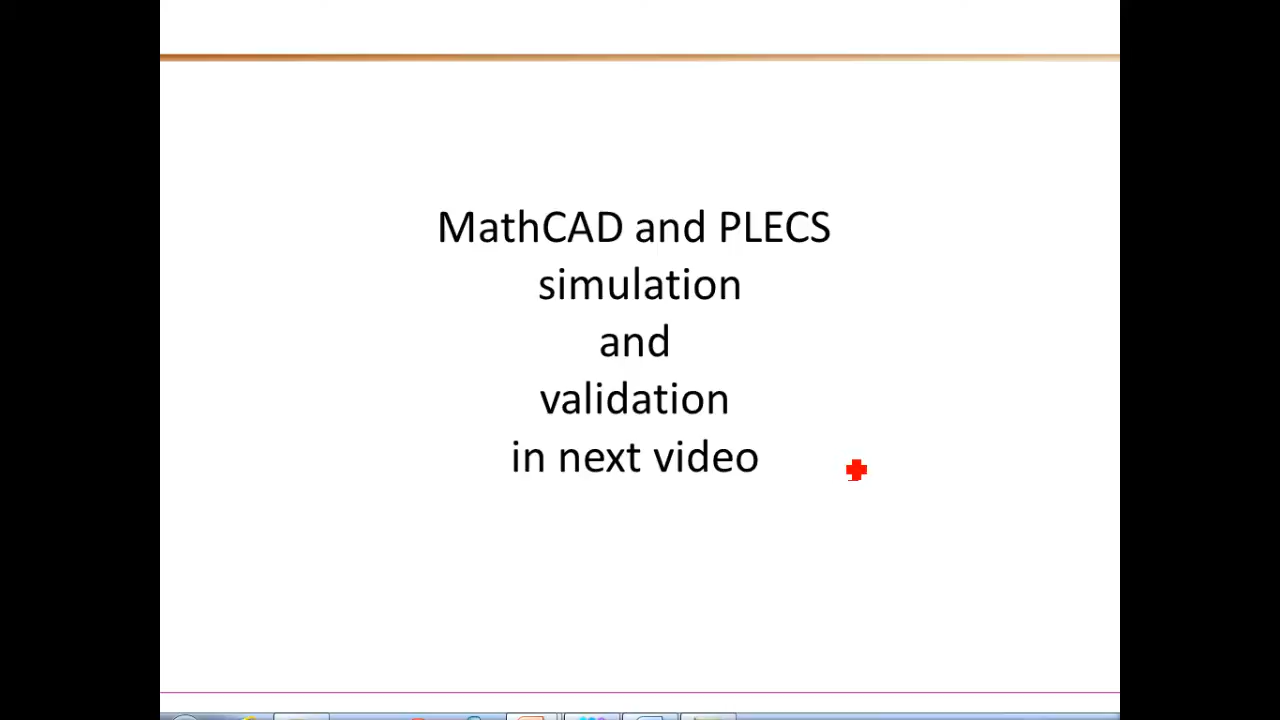 MathCAD and PLECS
simulation
and
validation
in next video